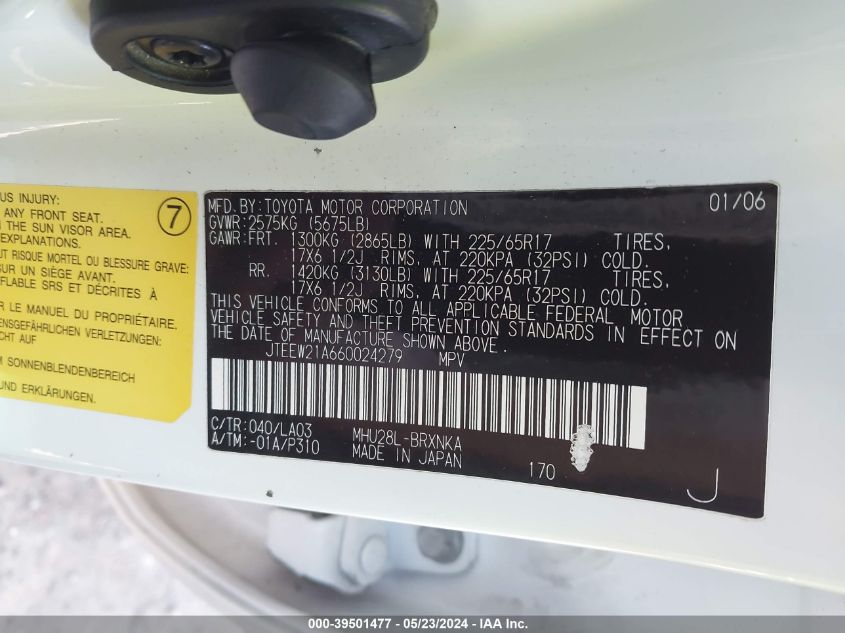 US INJURY:
ANY FRONT SEAT.
THE SUN VISOR AREA.
EXPLANATIONS.
UT RISQUE MORTEL OU BLESSURE GRAVE:
SUR UN SIÈGE AVANT.
FLABLE SRS ET DÉCRITES À
R LE MANUEL DU PROPRIÉTAIRE.
ENSGEFÄHRLICHEN VERLETZUNGEN:
CHT AUF
M SONNENBLENDENBEREICH
UND ERKLÄRUNGEN.
7
MFD. BY: TOYOTA MOTOR CORPORATION 01/06
GVWR: 2575KG (5675LB)
GAWR: FRT. 1300KG (2865LB) WITH 225/65R17 TIRES,
17X6 1/2J RIMS, AT 220KPA (32PSI) COLD.
RR. 1420KG (3130LB) WITH 225/65R17 TIRES,
17X6 1/2J RIMS, AT 220KPA (32PSI) COLD.
THIS VEHICLE CONFORMS TO ALL APPLICABLE FEDERAL MOTOR
VEHICLE SAFETY AND THEFT PREVENTION STANDARDS IN EFFECT ON
THE DATE OF MANUFACTURE SHOWN ABOVE.
JTEEW21A660024279 MPV
C/TR: 040/LA03 MHU28L-BRXNKA
A/TM: -01A/P310 MADE IN JAPAN
170
J
000-39501477 - 05/23/2024 - IAA Inc.